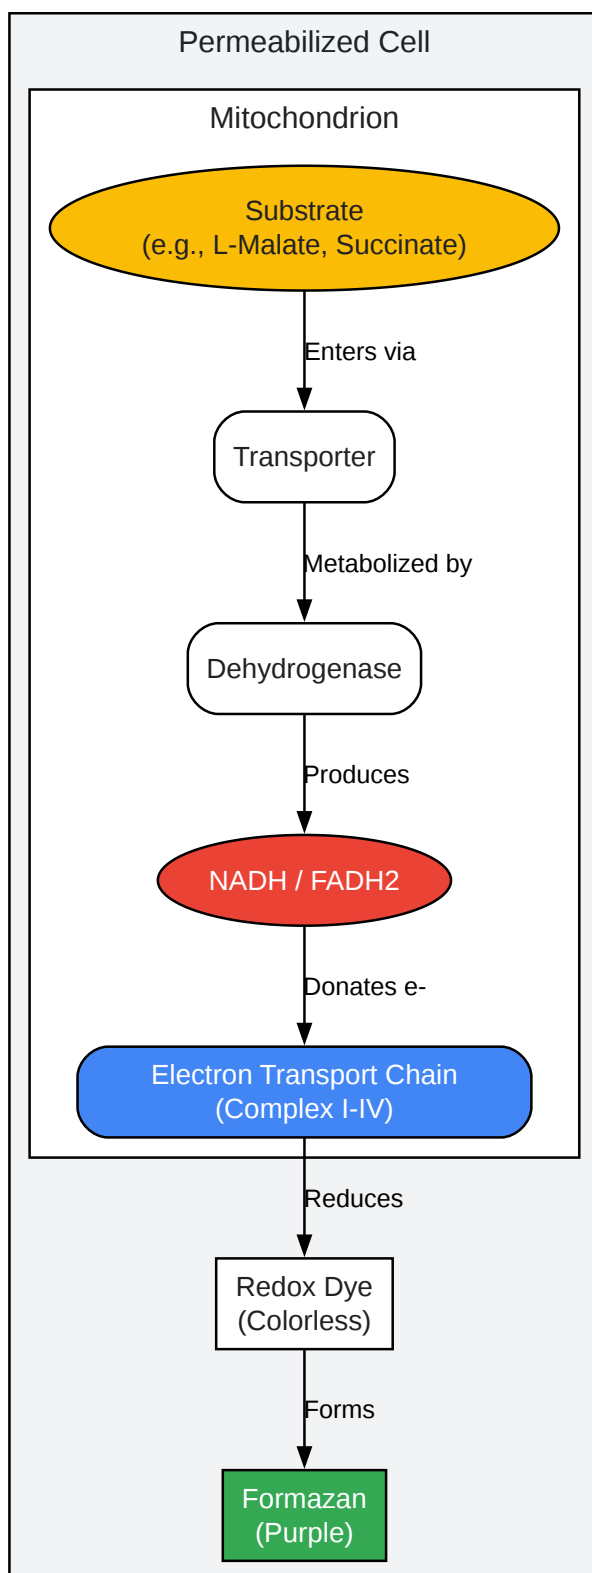 Permeabilized Cell
Mitochondrion
Substrate
(e.g., L-Malate, Succinate)
Enters via
Transporter
Metabolized by
Dehydrogenase
Produces
NADH / FADH2
Donates e-
Electron Transport Chain
(Complex I-IV)
Reduces
Redox Dye
(Colorless)
Forms
Formazan
(Purple)